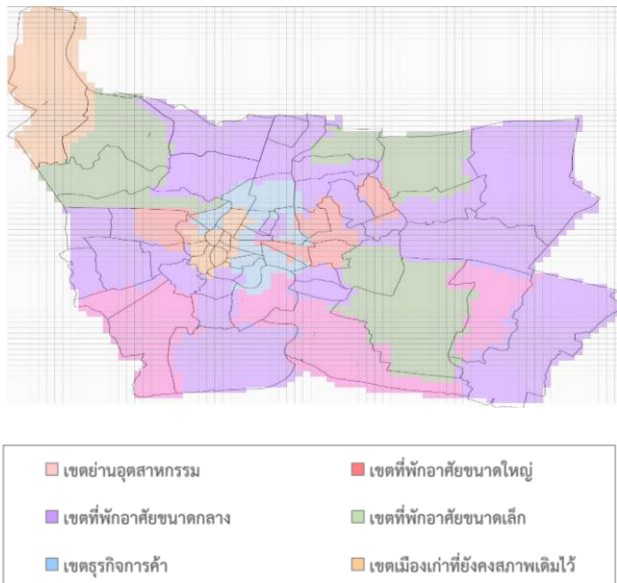 เขตย่านอุตสาหกรรม
เขตที่พักอาศัยขนาดใหญ่
เขตที่พักอาศัยขนาดกลาง
เขตที่พักอาศัยขนาดเล็ก
เขตธุรกิจการค้า
เขตเมืองเก่าที่ยังคงสภาพเดิมไว้